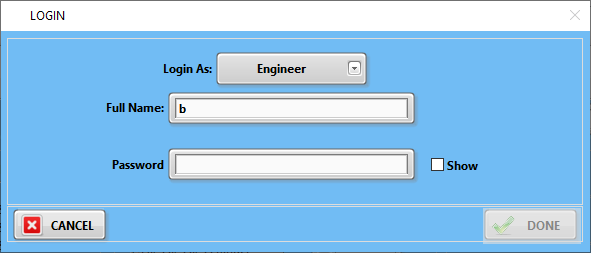 LOGIN
Login As: Engineer
Full Name: b
Password Show
CANCEL DONE